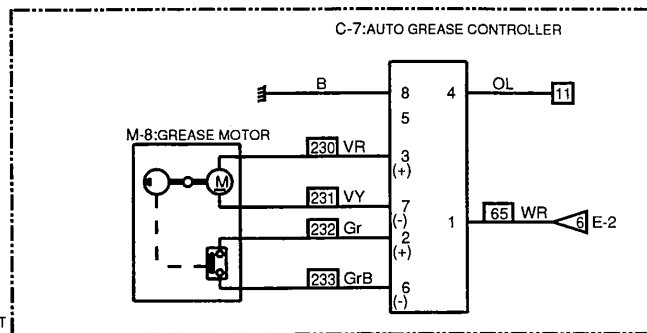 C-7:AUTO GREASE CONTROLLER
B 8 4 OL 11
5
M-8:GREASE MOTOR
230 VR 3
(+)
M
231 VY 7
(-)
1 65 WR 6 E-2
232 Gr 2
(+)
233 GrB 6
(-)
T